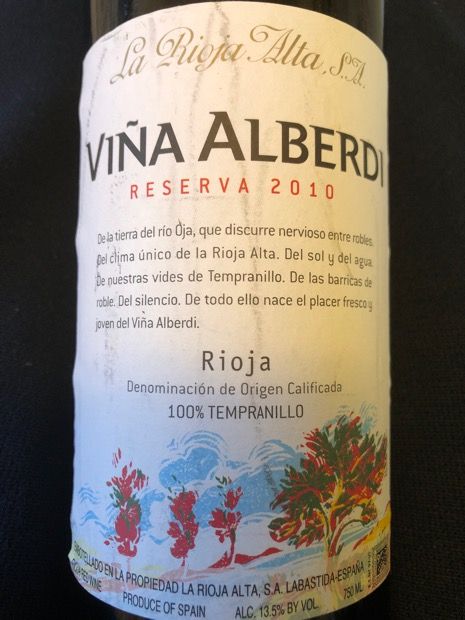 La Rioja Alta, S.A.
VIÑA ALBERDI
RESERVA 2010
De la tierra del río Oja, que discurre nervioso entre robles.
Del clima único de la Rioja Alta. Del sol y del agua.
De nuestras vides de Tempranillo. De las barricas de
roble. Del silencio. De todo ello nace el placer fresco y
joven del Viña Alberdi.
Rioja
Denominación de Origen Calificada
100% TEMPRANILLO
EMBOTELLADO EN LA PROPIEDAD LA RIOJA ALTA, S.A. LABASTIDA-ESPAÑA
RED WINE PRODUCE OF SPAIN ALC. 13.5% BY VOL. 750 ML